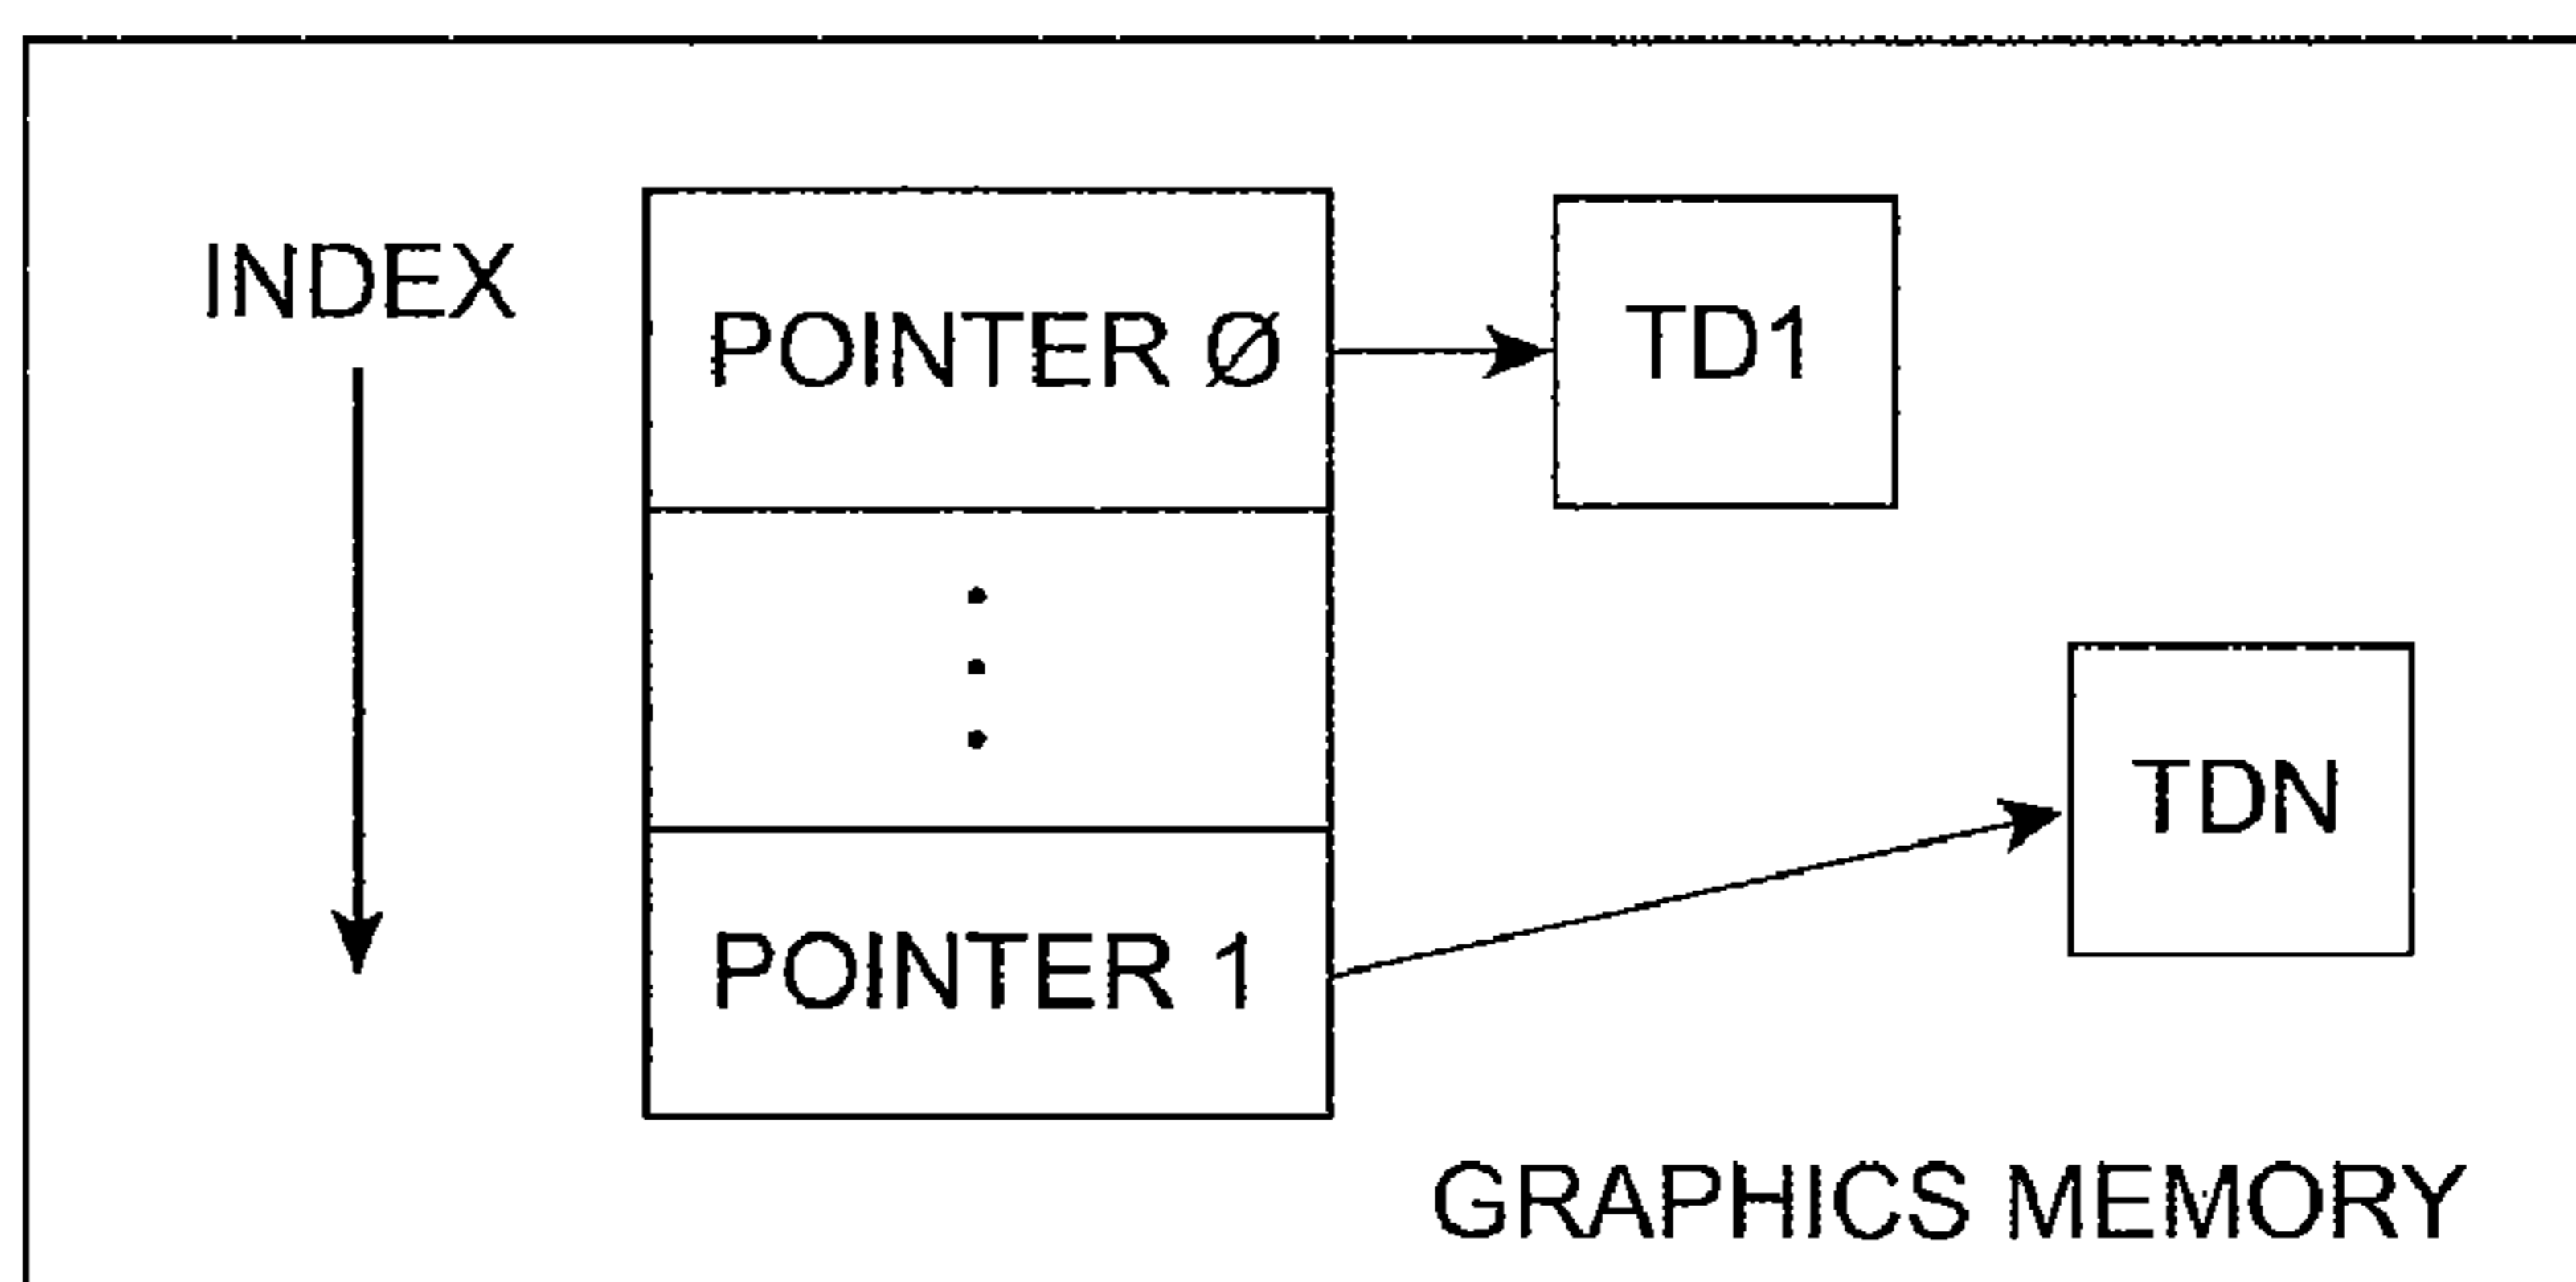 INDEX
POINTER Ø
TD1
TDN
POINTER 1
GRAPHICS MEMORY